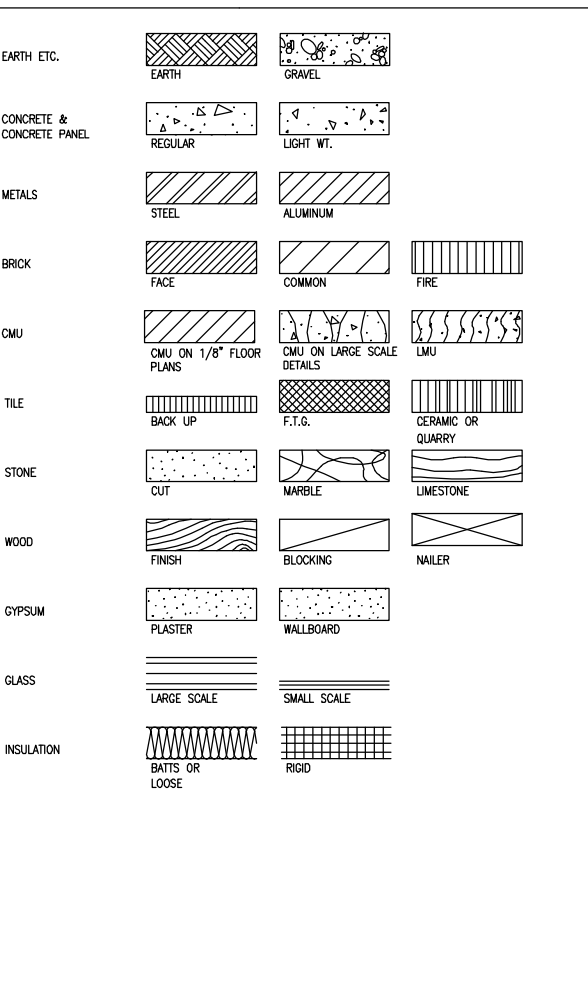 EARTH ETC.
EARTH
GRAVEL
CONCRETE &
CONCRETE PANEL
REGULAR
LIGHT WT.
METALS
STEEL
ALUMINUM
BRICK
FACE
COMMON
FIRE
CMU
CMU ON 1/8" FLOOR
PLANS
CMU ON LARGE SCALE
DETAILS
LMU
TILE
BACK UP
F.T.G.
CERAMIC OR
QUARRY
STONE
CUT
MARBLE
LIMESTONE
WOOD
FINISH
BLOCKING
NAILER
GYPSUM
PLASTER
WALLBOARD
GLASS
LARGE SCALE
SMALL SCALE
INSULATION
BATTS OR
LOOSE
RIGID